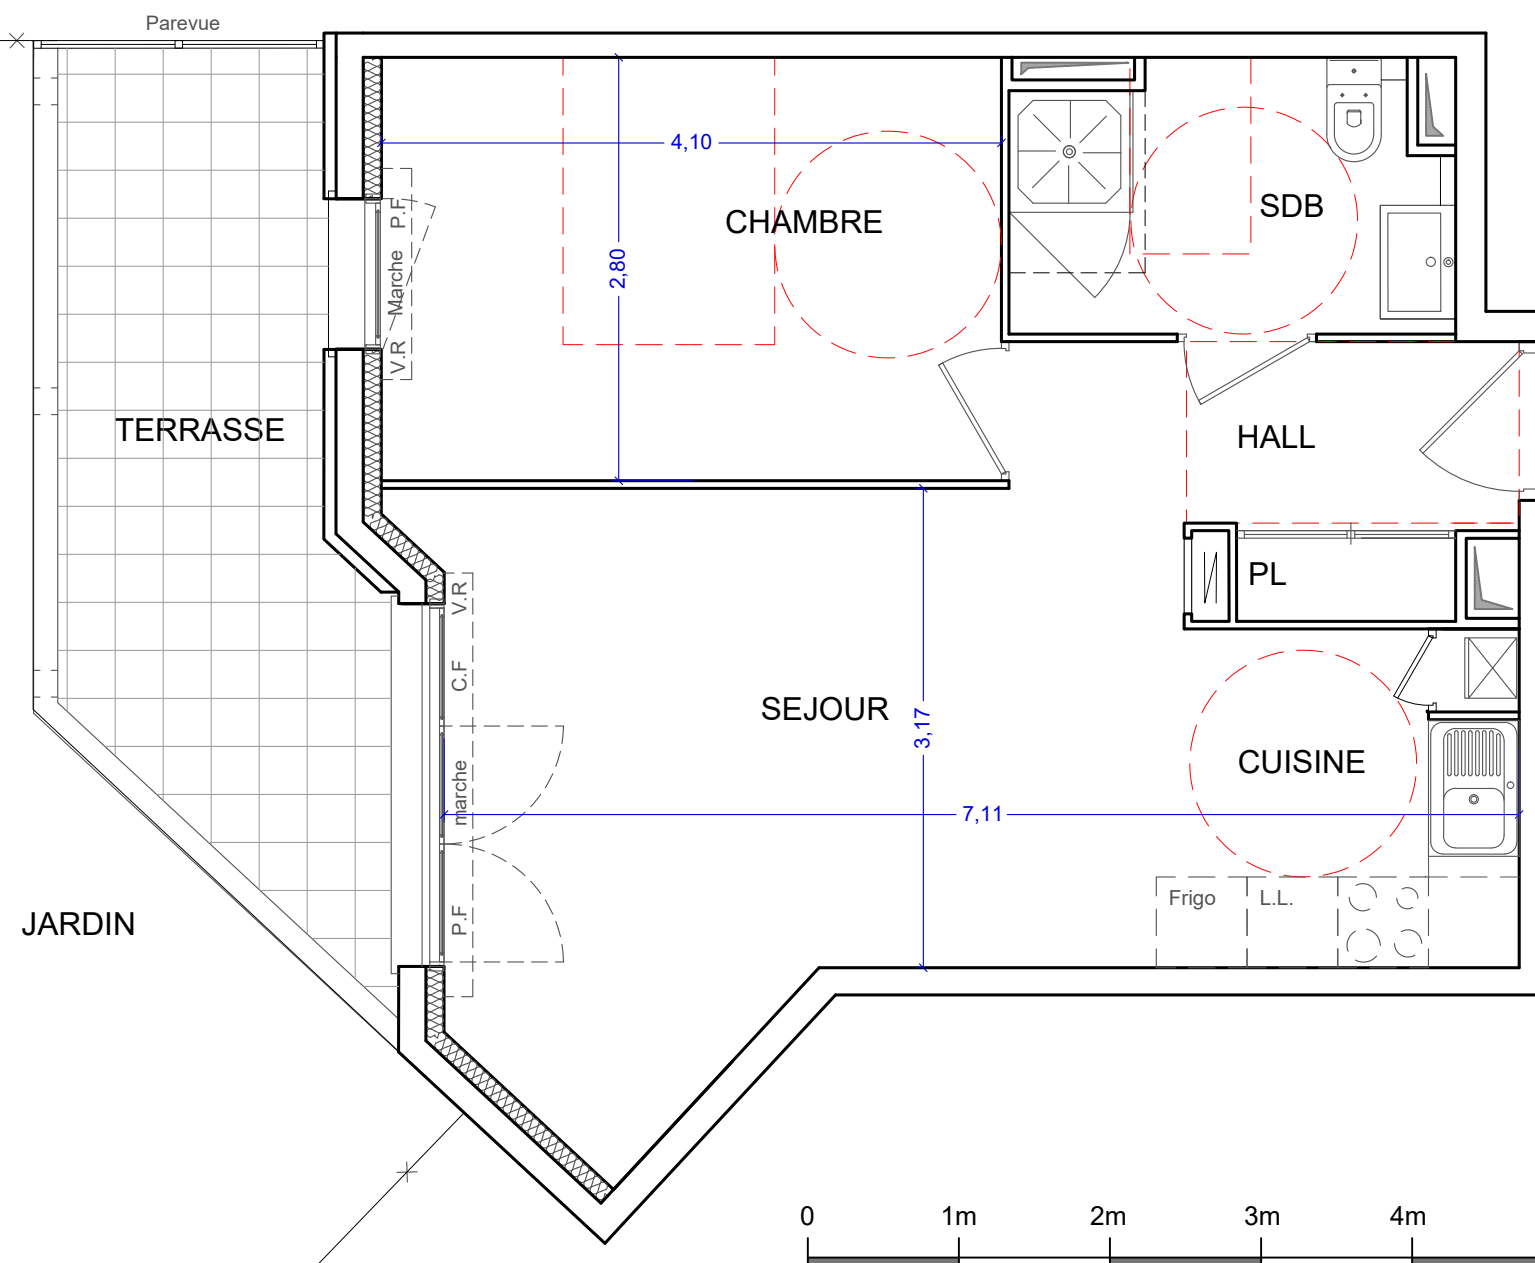 Parevue
4,10
CHAMBRE
SDB
P.F
Marche
V.R
2,80
TERRASSE
HALL
PL
V.R
C.F
SEJOUR
3,17
CUISINE
marche
7,11
P.F
Frigo
L.L.
JARDIN
0 1m 2m 3m 4m